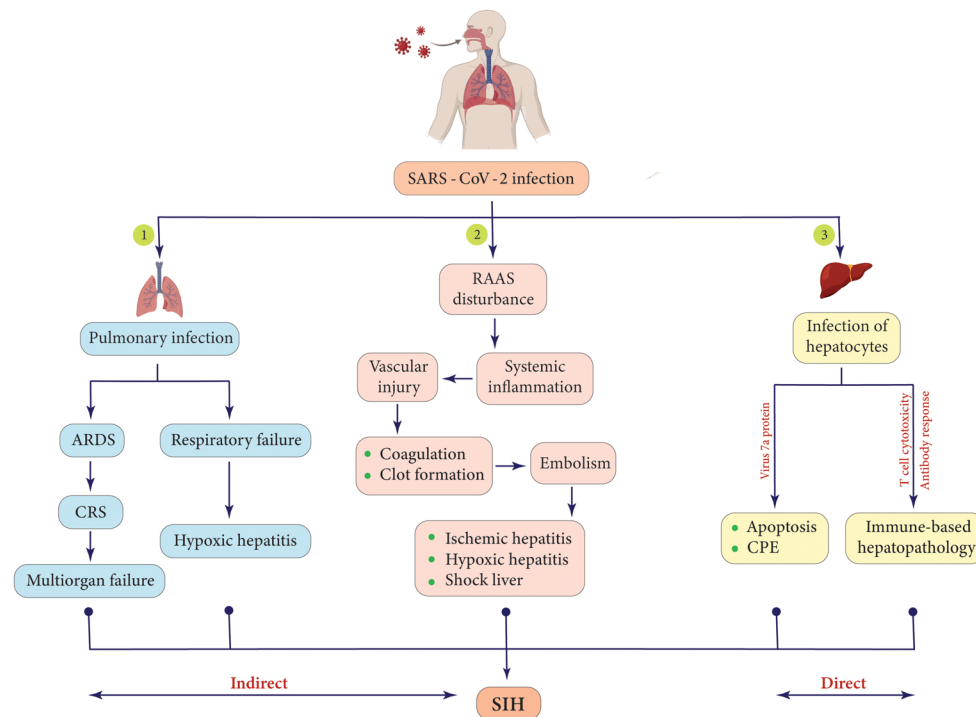 SARS - CoV - 2 infection
1
2
3
Pulmonary infection
ARDS
CRS
Multiorgan failure
Respiratory failure
Hypoxic hepatitis
RAAS
disturbance
Systemic
inflammation
Vascular
injury
Coagulation
Clot formation
Embolism
Ischemic hepatitis
Hypoxic hepatitis
Shock liver
Infection of
hepatocytes
Virus 7a protein
T cell cytotoxicity
Antibody response
Apoptosis
CPE
Immune-based
hepatopathology
Indirect
SIH
Direct